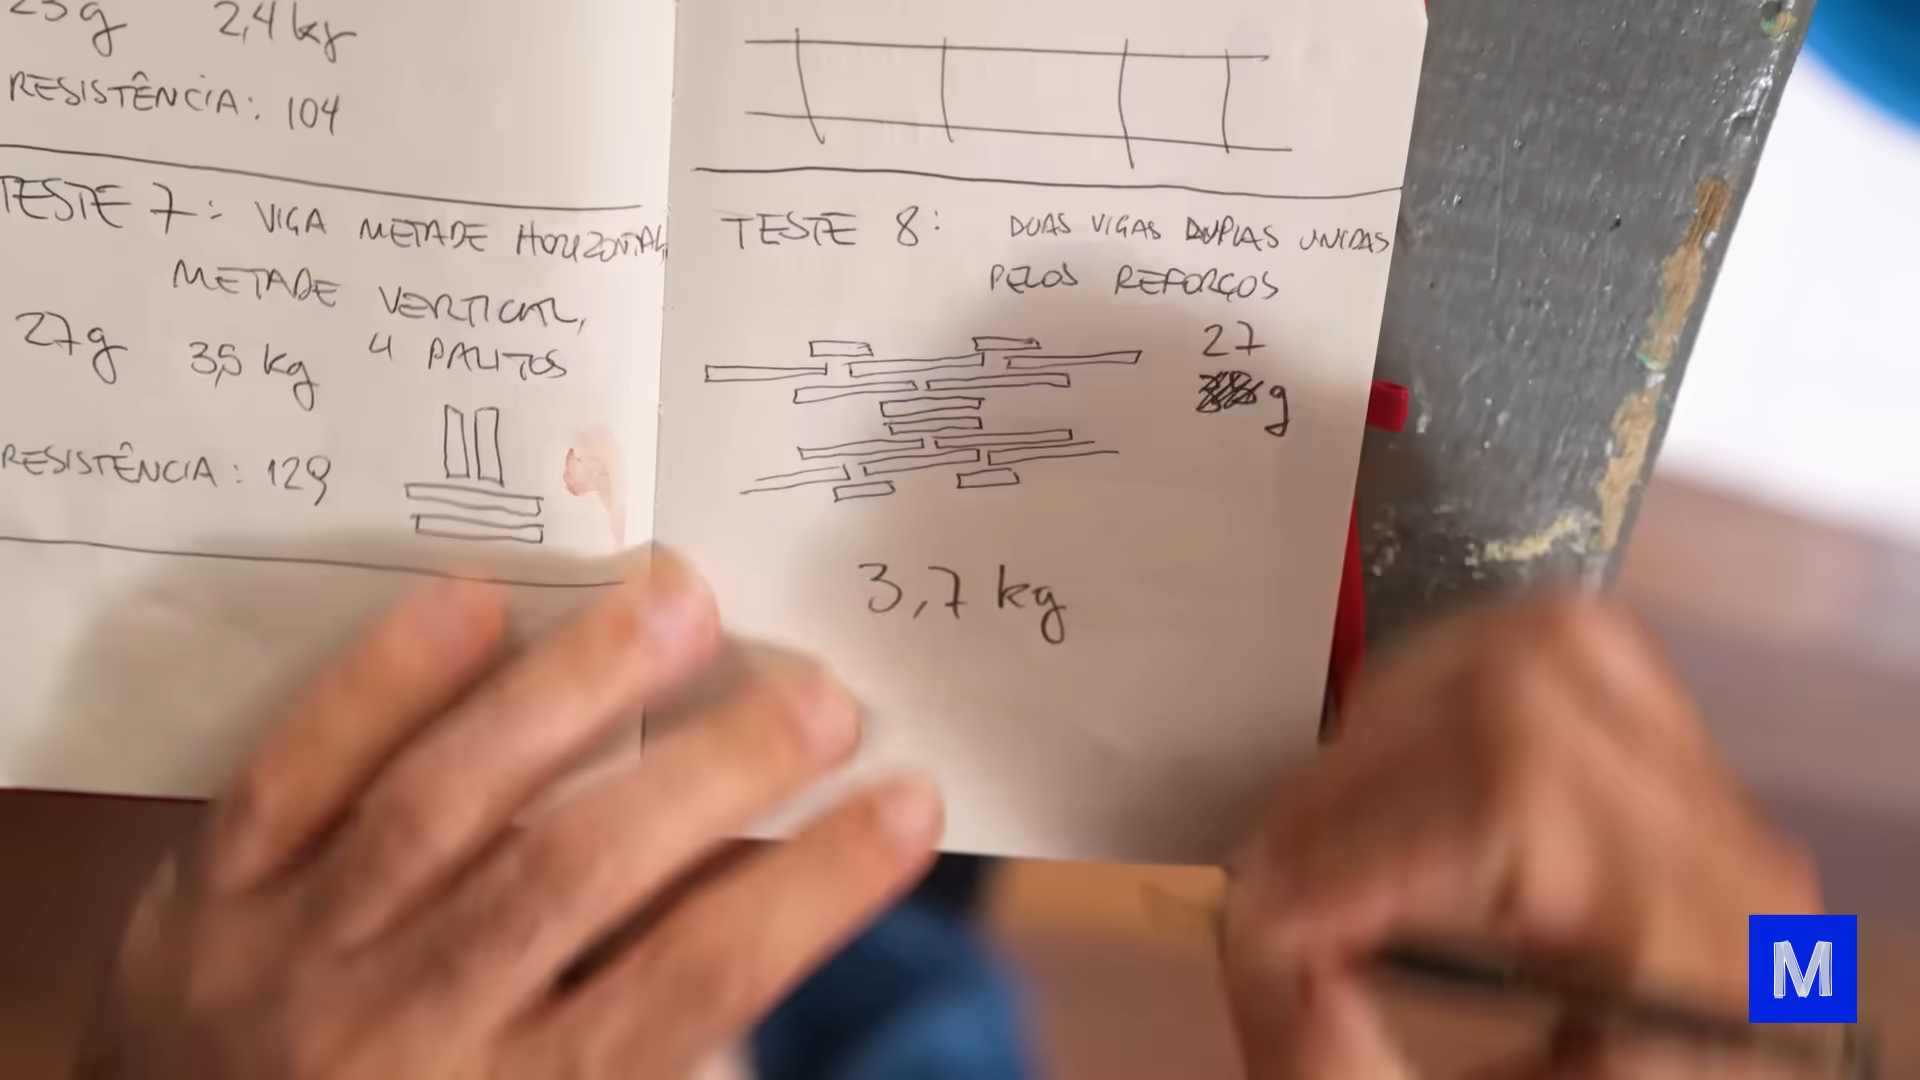 23g 2,4 kg
RESISTÊNCIA: 104
TESTE 7: VIGA METADE HORIZONTAL,
METADE VERTICAL,
27g 3,5 kg 4 PALITOS
RESISTÊNCIA: 129
TESTE 8: DUAS VIGAS DUPLAS UNIDAS
PELOS REFORÇOS
27
g
3,7 kg
M